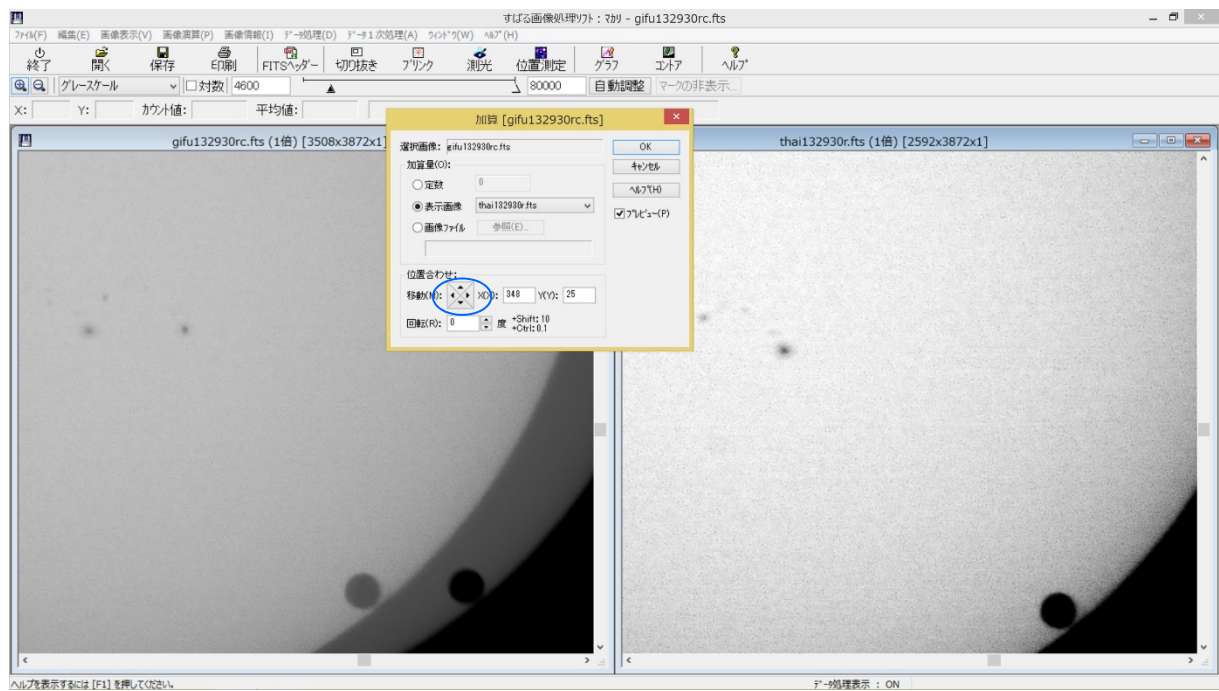 すばる画像処理ソフト : マカリ - gifu132930rc.fts
ファイル(F) 編集(E) 画像表示(V) 画像演算(P) 画像情報(I) データ処理(D) データ1次処理(A) ウィンドウ(W) ヘルプ(H)
終了 開く 保存 印刷 FITSヘッダー 切り抜き ブリンク 測光 位置測定 グラフ コントア ヘルプ
グレースケール 対数 4600 80000 自動調整 マークの非表示...
X: Y: カウント値: 平均値:
gifu132930rc.fts (1倍) [3508x3872x1]
加算 [gifu132930rc.fts]
選択画像: gifu132930rc.fts OK
加算量(O): キャンセル
定数 0 ヘルプ(H)
表示画像 thai132930r.fts プレビュー(P)
画像ファイル 参照(E)...
位置合わせ:
移動(M): X(X): 348 Y(Y): 25
回転(R): 0 度 +Shift: 10
+Ctrl: 0.1
thai132930r.fts (1倍) [2592x3872x1]
ヘルプを表示するには [F1] を押してください。 データ処理表示 : ON